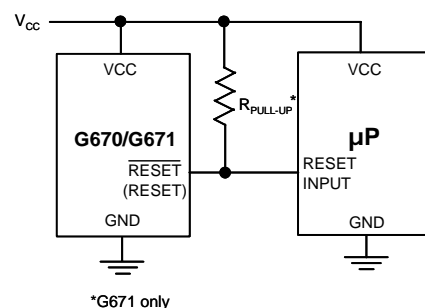 VCC
VCC
VCC
RPULL-UP*
G670/G671
µP
RESET
(RESET)
RESET
INPUT
GND
GND
*G671 only